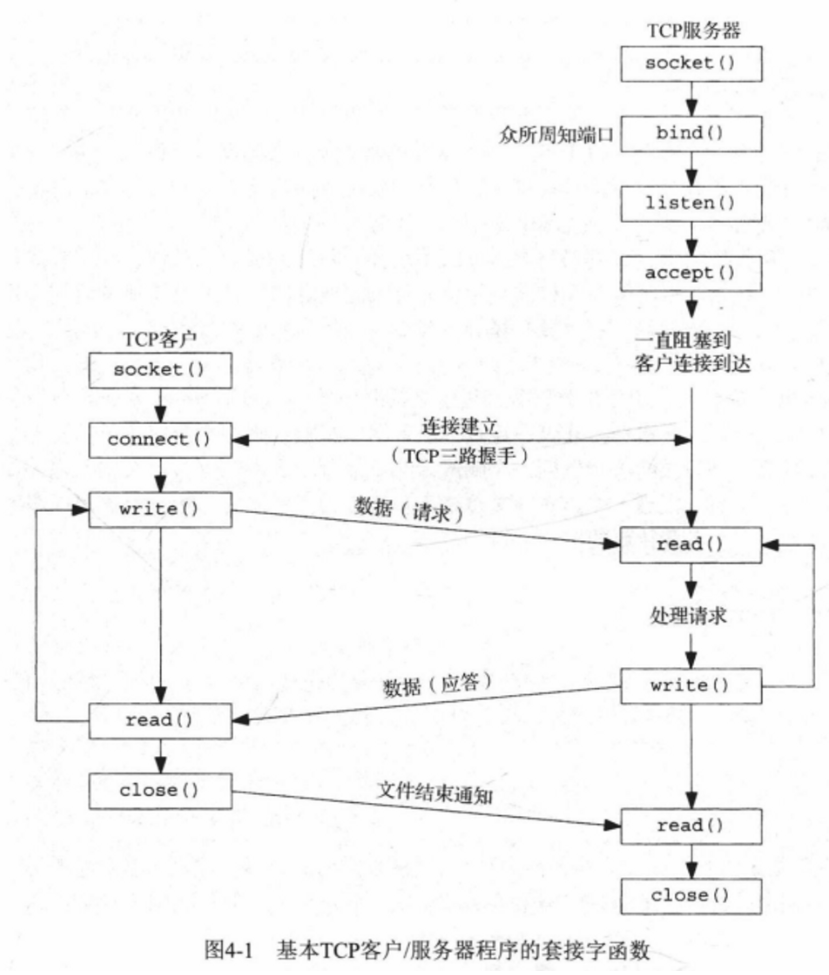 TCP服务器
socket()
众所周知端口
bind()
listen()
accept()
一直阻塞到
客户连接到达
TCP客户
socket()
connect()
连接建立
（TCP三路握手）
write()
数据（请求）
read()
处理请求
write()
数据（应答）
read()
close()
文件结束通知
read()
close()
图4-1 基本TCP客户/服务器程序的套接字函数